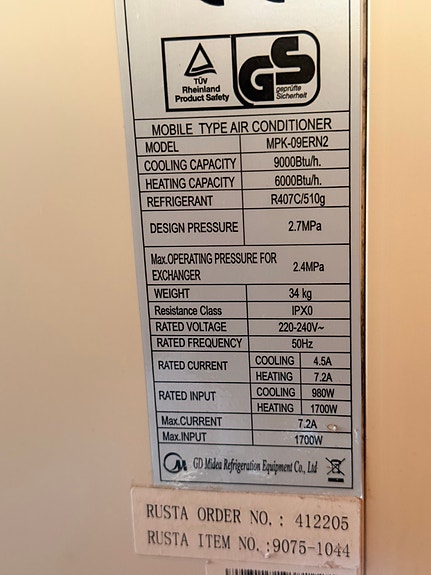 TÜV
Rheinland
Product Safety
GS
geprüfte
Sicherheit
MOBILE TYPE AIR CONDITIONER
MODEL MPK-09ERN2
COOLING CAPACITY 9000Btu/h.
HEATING CAPACITY 6000Btu/h.
REFRIGERANT R407C/510g
DESIGN PRESSURE 2.7MPa
Max.OPERATING PRESSURE FOR
EXCHANGER 2.4MPa
WEIGHT 34 kg
Resistance Class IPX0
RATED VOLTAGE 220-240V~
RATED FREQUENCY 50Hz
RATED CURRENT COOLING 4.5A
HEATING 7.2A
RATED INPUT COOLING 980W
HEATING 1700W
Max.CURRENT 7.2A
Max.INPUT 1700W
GD Midea Refrigeration Equipment Co., Ltd
RUSTA ORDER NO.: 412205
RUSTA ITEM NO.:9075-1044